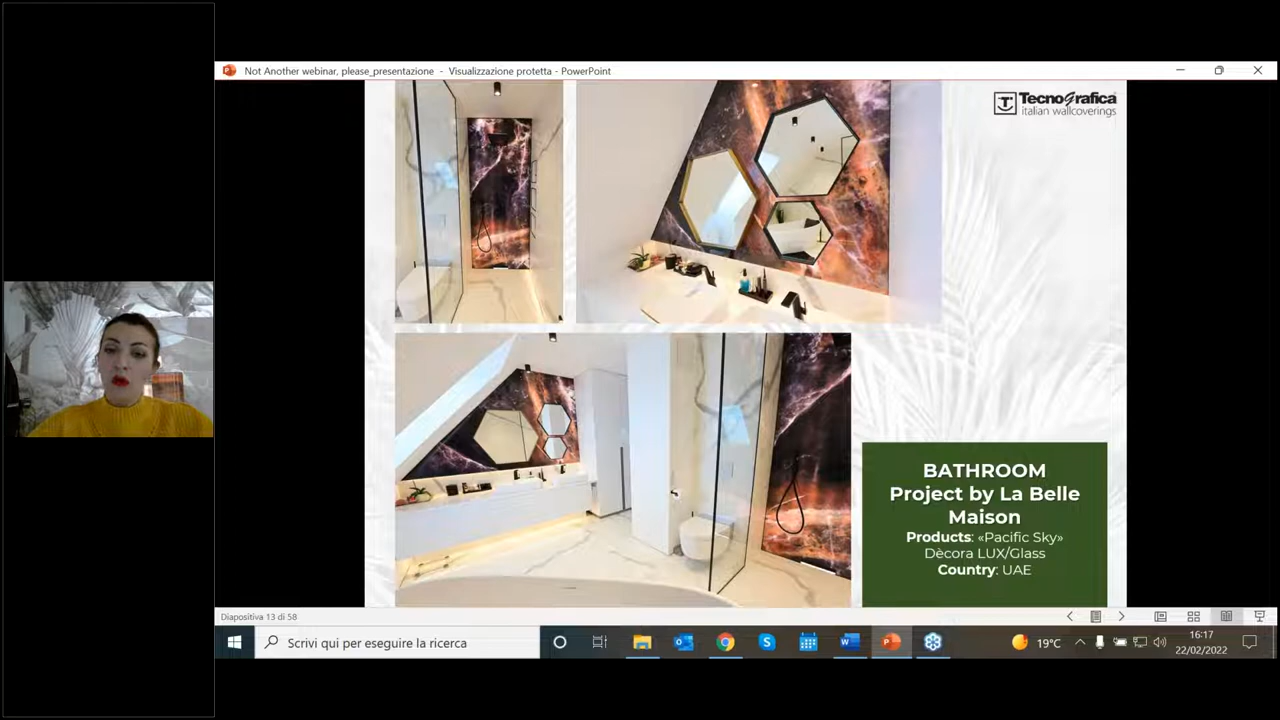 Not Another webinar, please_presentazione - Visualizzazione protetta - PowerPoint
TecnoGrafica
italian wallcoverings
BATHROOM
Project by La Belle
Maison
Products: «Pacific Sky»
Dècora LUX/Glass
Country: UAE
Diapositiva 13 di 58
Scrivi qui per eseguire la ricerca
19°C
16:17
22/02/2022